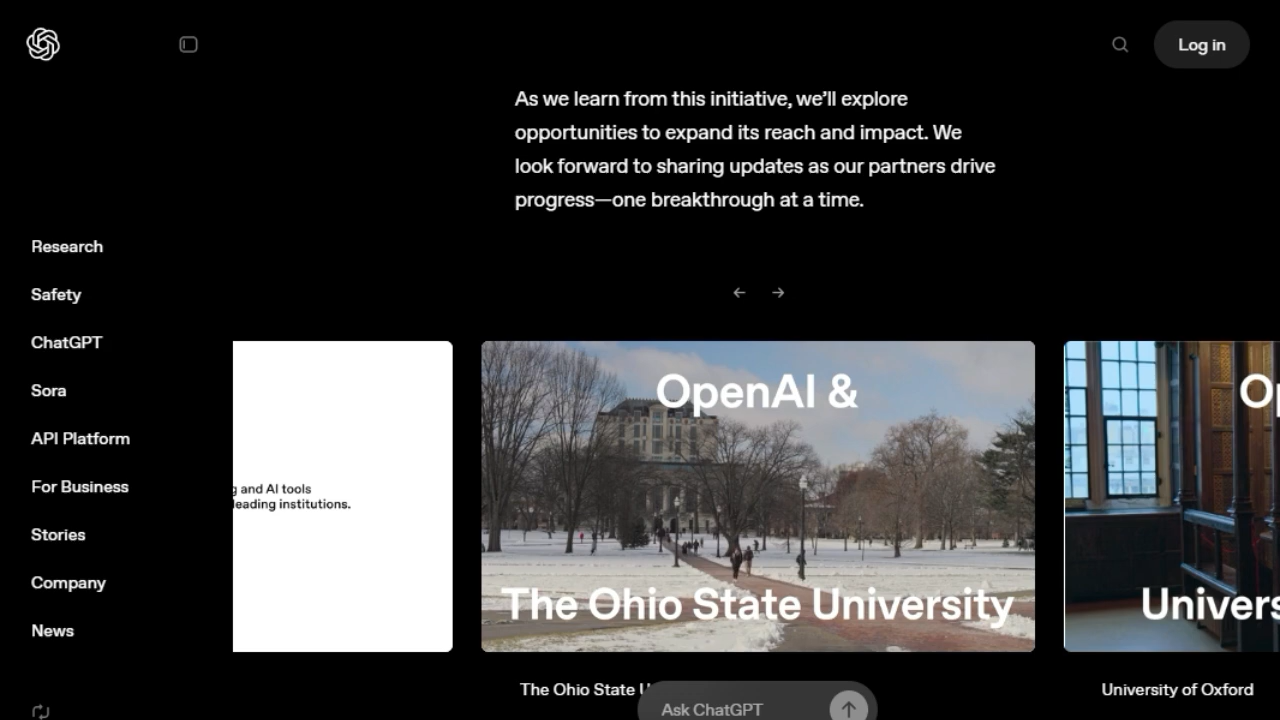 Log in
As we learn from this initiative, we’ll explore
opportunities to expand its reach and impact. We
look forward to sharing updates as our partners drive
progress—one breakthrough at a time.
Research
Safety
ChatGPT
Sora
API Platform
For Business
Stories
Company
News
and AI tools
leading institutions.
OpenAI &
The Ohio State University
The Ohio State
Ask ChatGPT
University of Oxford